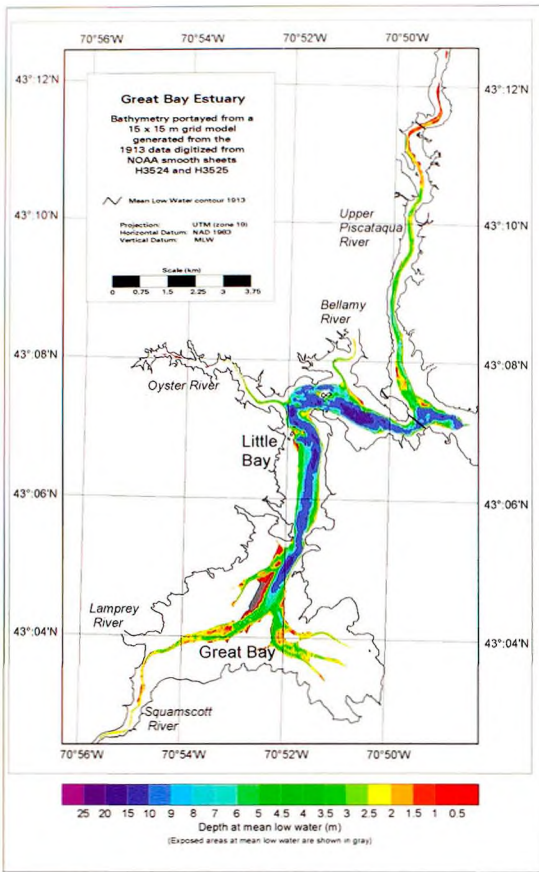 70°56'W 70°54'W 70°52'W 70°50'W
43°12'N
43°12'N
Great Bay Estuary
Bathymetry portayed from a
15 x 15 m grid model
generated from the
1913 data digitized from
NOAA smooth sheets
H3524 and H3525
Mean Low Water contour 1913
Projection: UTM (zone 19)
Horizontal Datum: NAD 1983
Vertical Datum: MLW
Scale (km)
0 0.75 1.5 2.25 3 3.75
43°10'N
43°10'N
Upper
Piscataqua
River
Bellamy
River
43°08'N
43°08'N
Oyster River
Little
Bay
43°06'N
43°06'N
Lamprey
River
43°04'N
43°04'N
Great Bay
Squamscott
River
70°56'W 70°54'W 70°52'W 70°50'W
25 20 15 10 9 8 7 6 5 4.5 4 3.5 3 2.5 2 1.5 1 0.5
Depth at mean low water (m)
(Exposed areas at mean low water are shown in gray)